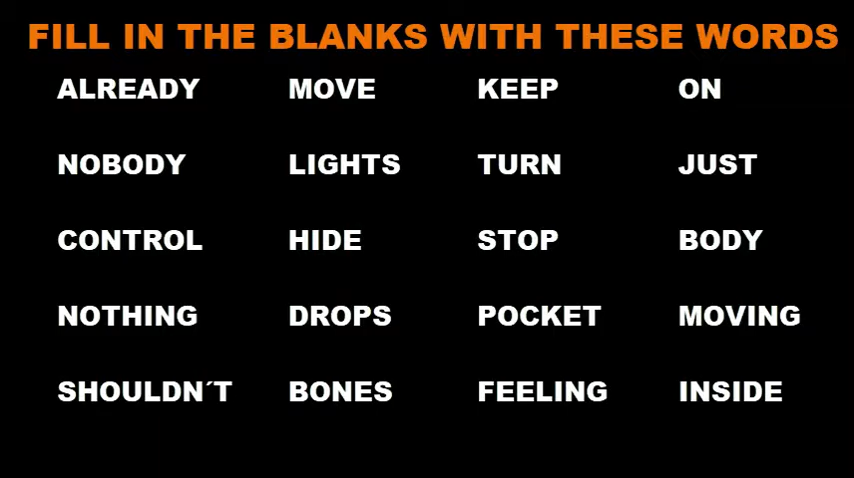 FILL IN THE BLANKS WITH THESE WORDS
ALREADY MOVE KEEP ON
NOBODY LIGHTS TURN JUST
CONTROL HIDE STOP BODY
NOTHING DROPS POCKET MOVING
SHOULDN´T BONES FEELING INSIDE